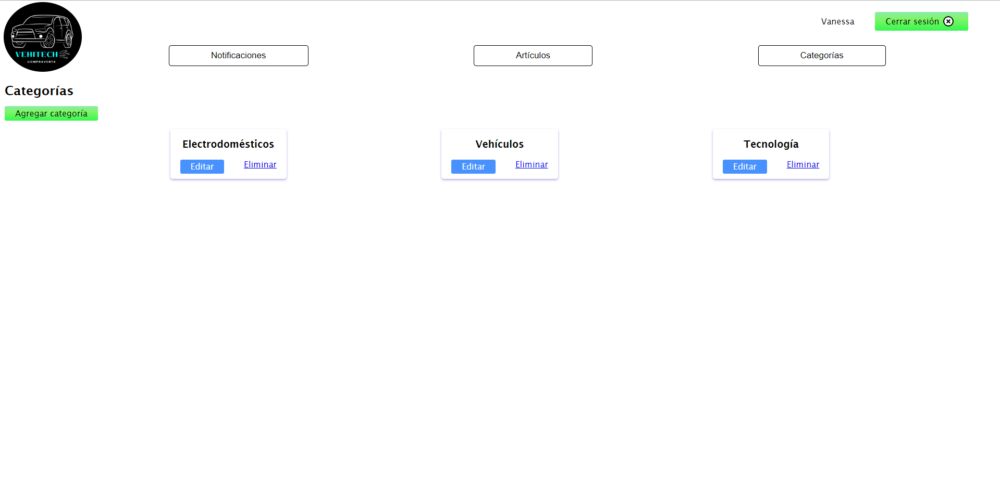 VEHITECH
COMPRAVENTA
Vanessa
Cerrar sesión
Notificaciones
Artículos
Categorías
Categorías
Agregar categoría
Electrodomésticos
Editar
Eliminar
Vehículos
Editar
Eliminar
Tecnología
Editar
Eliminar